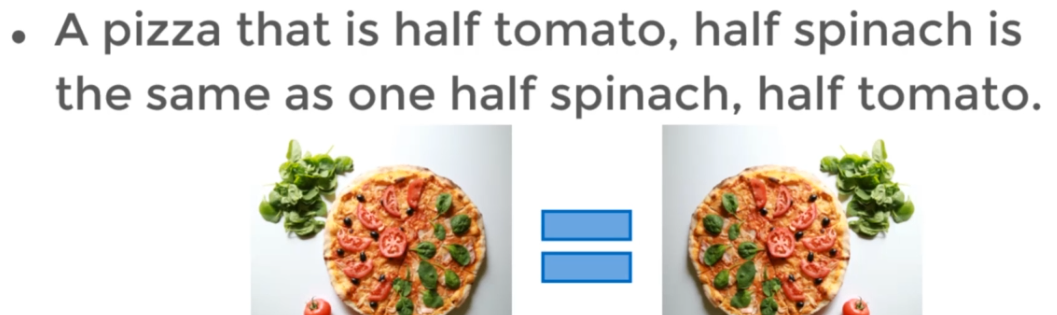 • A pizza that is half tomato, half spinach is
the same as one half spinach, half tomato.